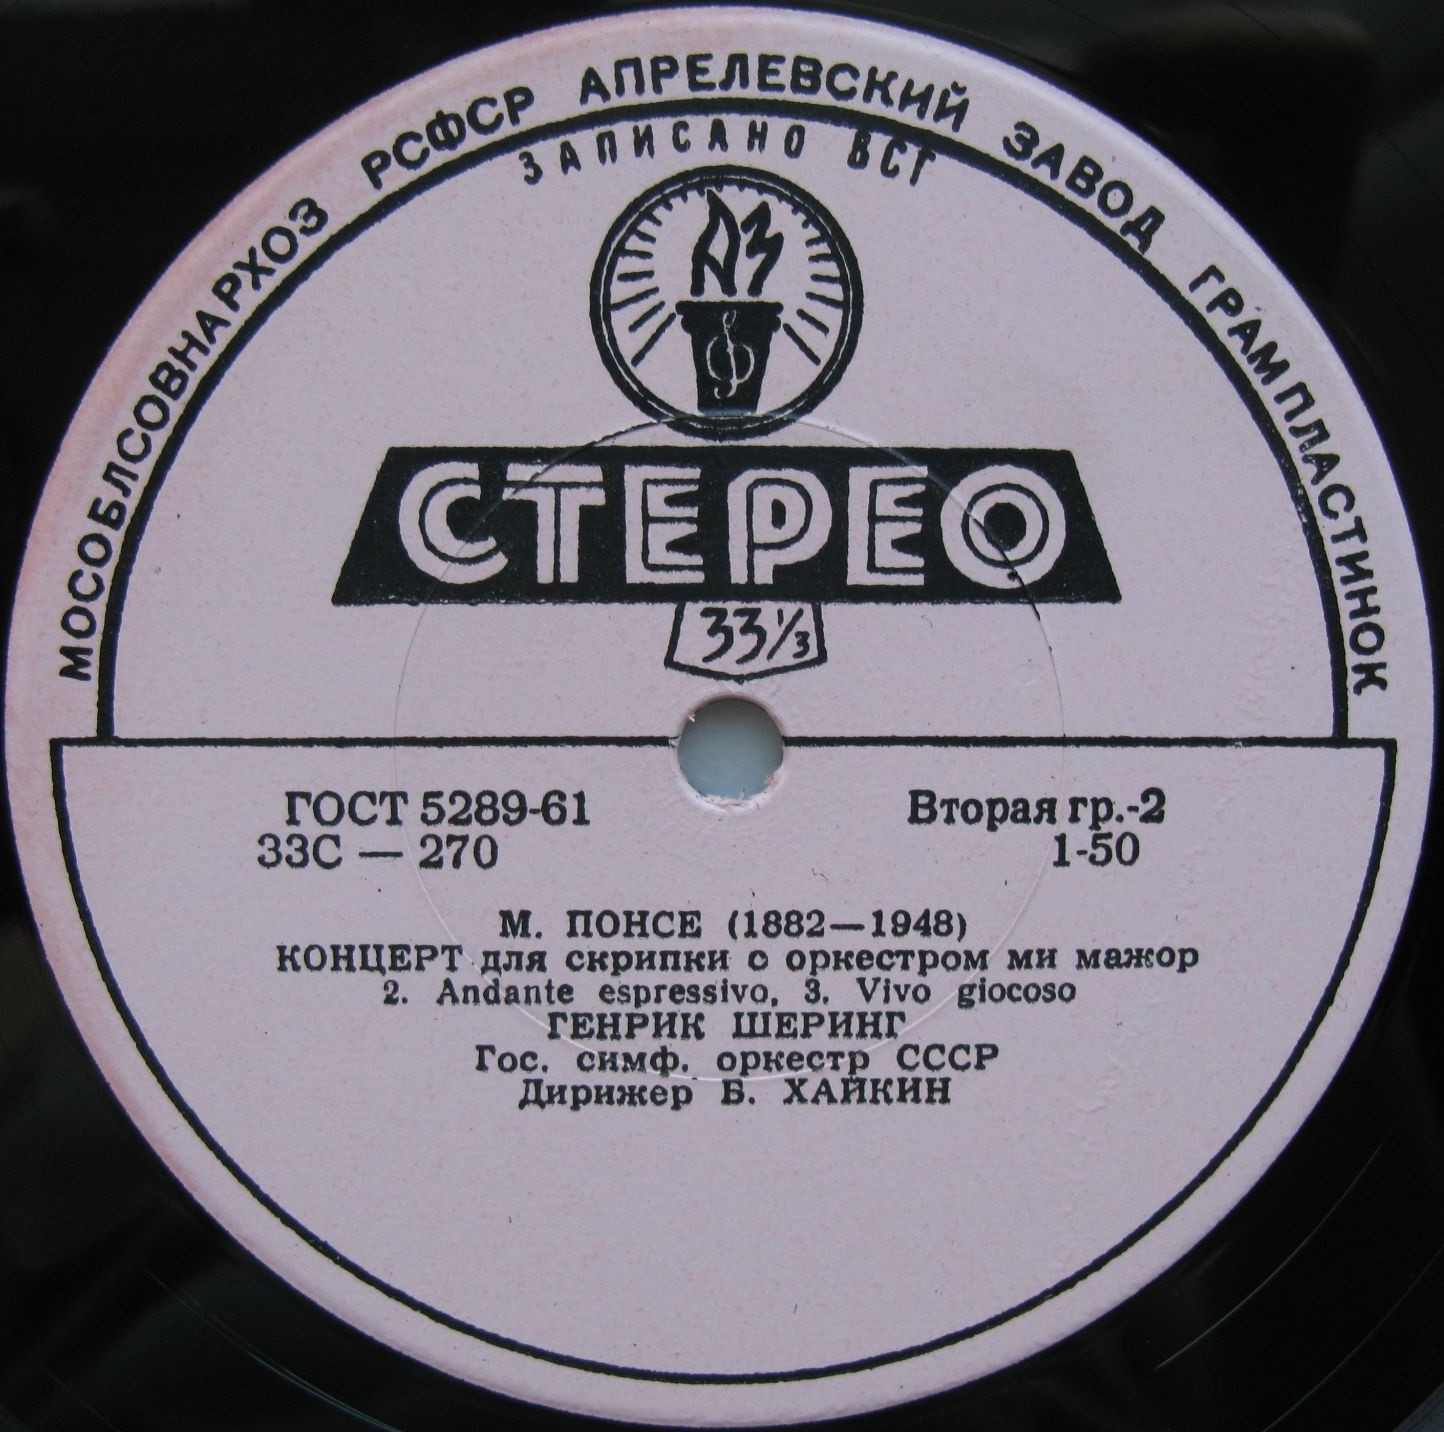 МОСОБЛСОВНАРХОЗ РСФСР АПРЕЛЕВСКИЙ ЗАВОД ГРАМПЛАСТИНОК
ЗАПИСАНО ВСГ
АЗ
СТЕРЕО
33⅓
ГОСТ 5289-61 Вторая гр.-2
33С — 270 1-50
М. ПОНСЕ (1882—1948)
КОНЦЕРТ для скрипки с оркестром ми мажор
2. Andante espressivo, 3. Vivo giocoso
ГЕНРИК ШЕРИНГ
Гос. симф. оркестр СССР
Дирижер Б. ХАЙКИН